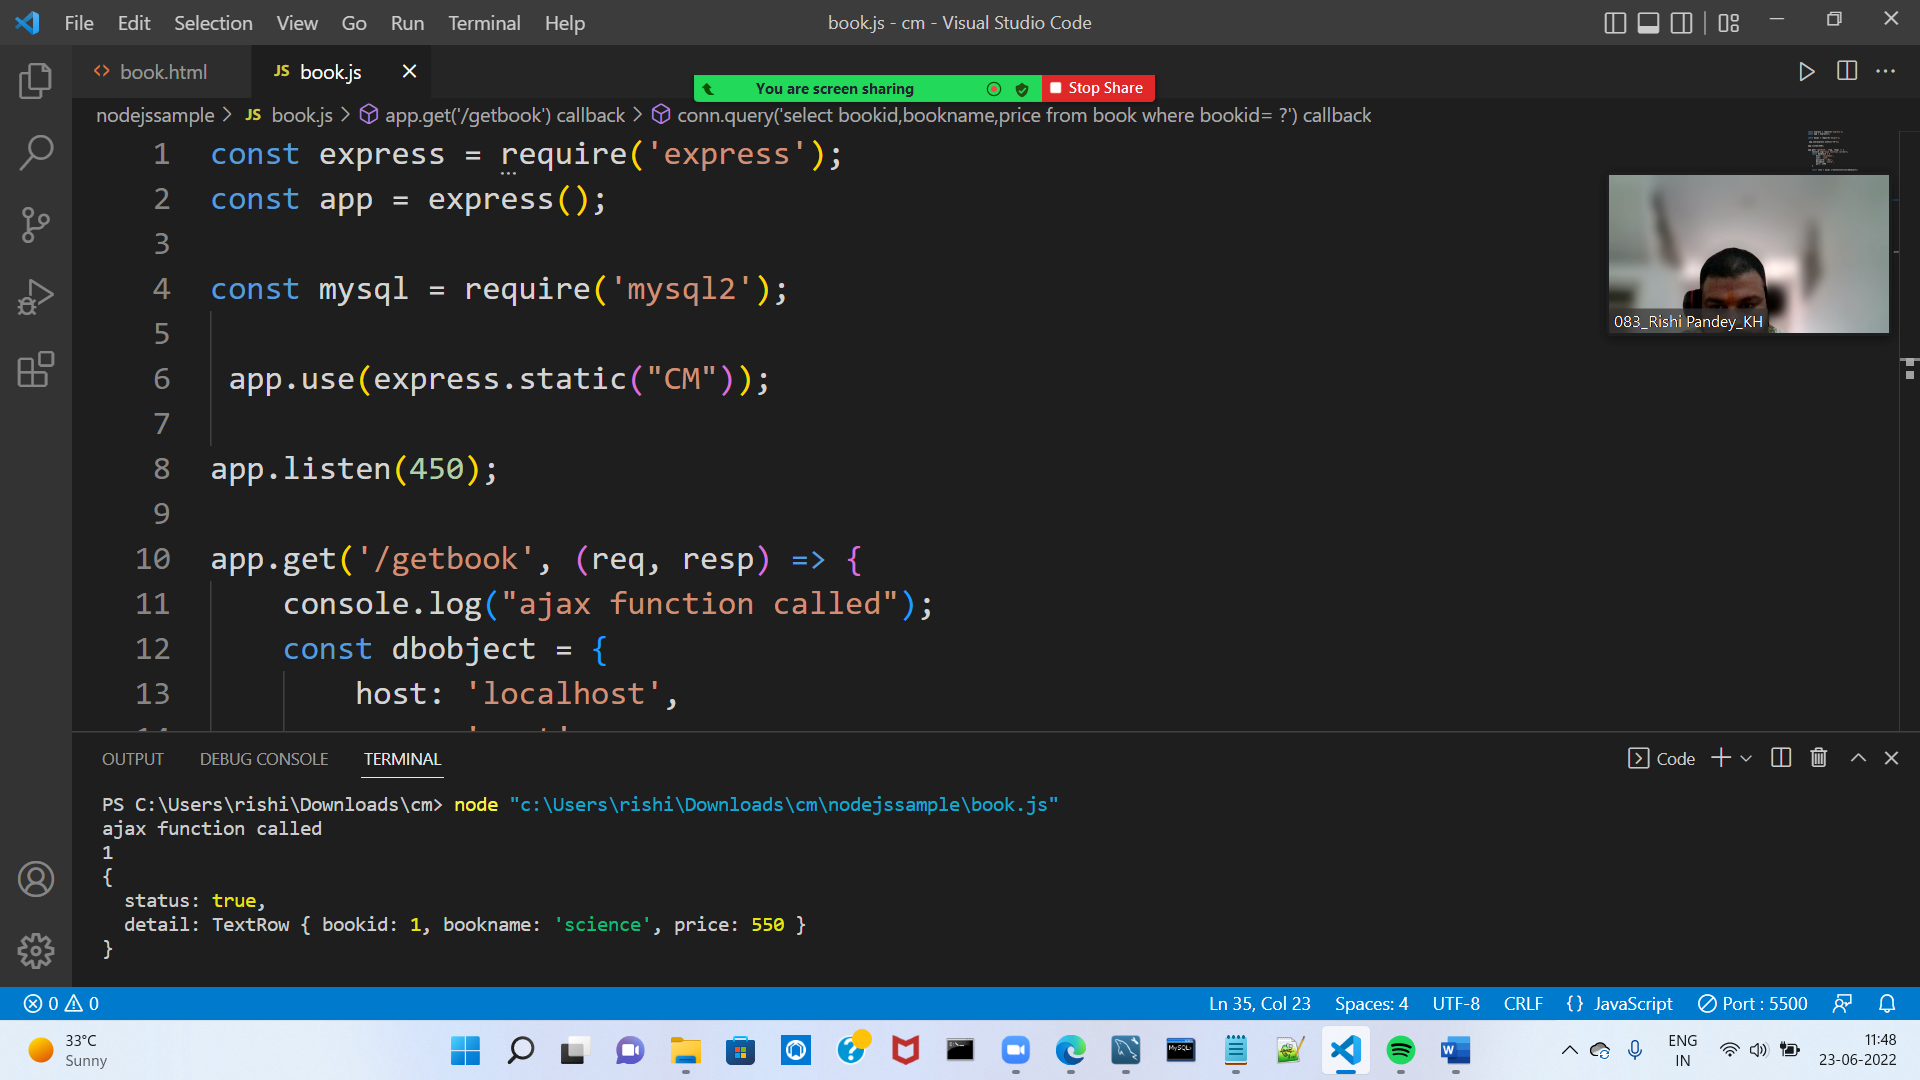 File Edit Selection View Go Run Terminal Help
book.js - cm - Visual Studio Code
<> book.html
JS book.js
You are screen sharing
Stop Share
nodejssample > JS book.js > app.get('/getbook') callback > conn.query('select bookid,bookname,price from book where bookid= ?') callback
1 const express = require('express');
2 const app = express();
3
4 const mysql = require('mysql2');
5
6 app.use(express.static("CM"));
7
8 app.listen(450);
9
10 app.get('/getbook', (req, resp) => {
11 console.log("ajax function called");
12 const dbobject = {
13 host: 'localhost',
083_Rishi Pandey_KH
OUTPUT DEBUG CONSOLE TERMINAL
Code
PS C:\Users\rishi\Downloads\cm> node "c:\Users\rishi\Downloads\cm\nodejssample\book.js"
ajax function called
1
{
status: true,
detail: TextRow { bookid: 1, bookname: 'science', price: 550 }
}
0 0
Ln 35, Col 23 Spaces: 4 UTF-8 CRLF {} JavaScript Port : 5500
33°C
Sunny
ENG
IN
11:48
23-06-2022